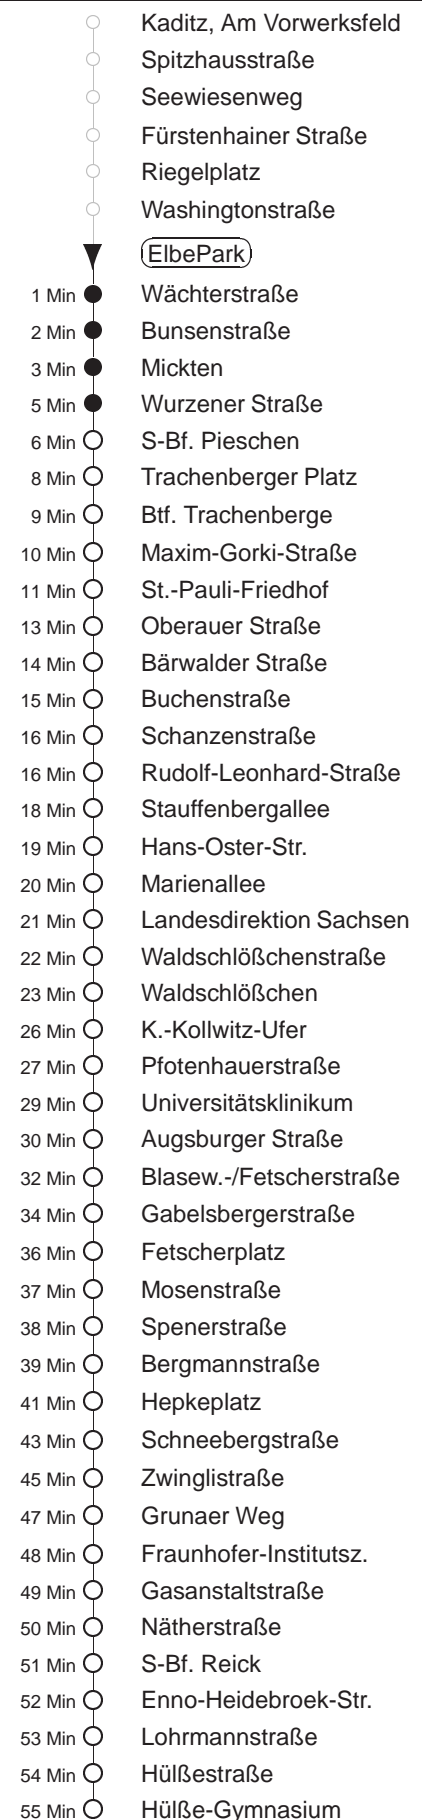 Kaditz, Am Vorwerksfeld
Spitzhausstraße
Seewiesenweg
Fürstenhainer Straße
Riegelplatz
Washingtonstraße
ElbePark
1 Min Wächterstraße
2 Min Bunsenstraße
3 Min Mickten
5 Min Wurzener Straße
6 Min S-Bf. Pieschen
8 Min Trachenberger Platz
9 Min Btf. Trachenberge
10 Min Maxim-Gorki-Straße
11 Min St.-Pauli-Friedhof
13 Min Oberauer Straße
14 Min Bärwalder Straße
15 Min Buchenstraße
16 Min Schanzenstraße
16 Min Rudolf-Leonhard-Straße
18 Min Stauffenbergallee
19 Min Hans-Oster-Str.
20 Min Marienallee
21 Min Landesdirektion Sachsen
22 Min Waldschlößchenstraße
23 Min Waldschlößchen
26 Min K.-Kollwitz-Ufer
27 Min Pfotenhauerstraße
29 Min Universitätsklinikum
30 Min Augsburger Straße
32 Min Blasew.-/Fetscherstraße
34 Min Gabelsbergerstraße
36 Min Fetscherplatz
37 Min Mosenstraße
38 Min Spenerstraße
39 Min Bergmannstraße
41 Min Hepkeplatz
43 Min Schneebergstraße
45 Min Zwinglistraße
47 Min Grunaer Weg
48 Min Fraunhofer-Institutsz.
49 Min Gasanstaltstraße
50 Min Nätherstraße
51 Min S-Bf. Reick
52 Min Enno-Heidebroek-Str.
53 Min Lohrmannstraße
54 Min Hülßestraße
55 Min Hülße-Gymnasium